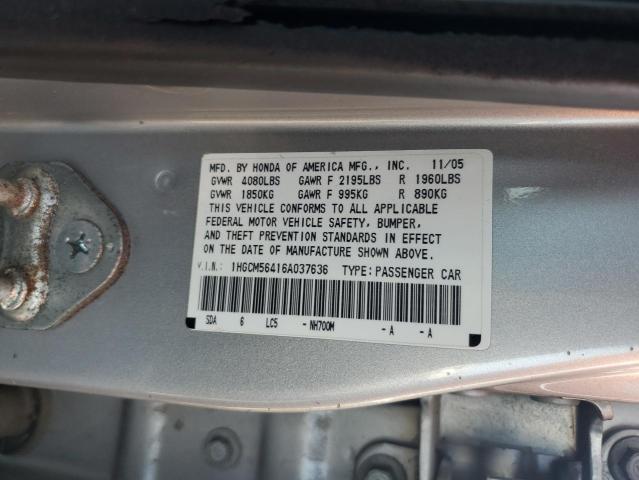 MFD. BY HONDA OF AMERICA MFG., INC. 11/05
GVWR 4080LBS GAWR F 2195LBS R 1960LBS
GVWR 1850KG GAWR F 995KG R 890KG
THIS VEHICLE CONFORMS TO ALL APPLICABLE
FEDERAL MOTOR VEHICLE SAFETY, BUMPER,
AND THEFT PREVENTION STANDARDS IN EFFECT
ON THE DATE OF MANUFACTURE SHOWN ABOVE.
V.I.N.: 1HGCM56416A037636 TYPE: PASSENGER CAR
SDA 6 LC5 -NH700M -A -A